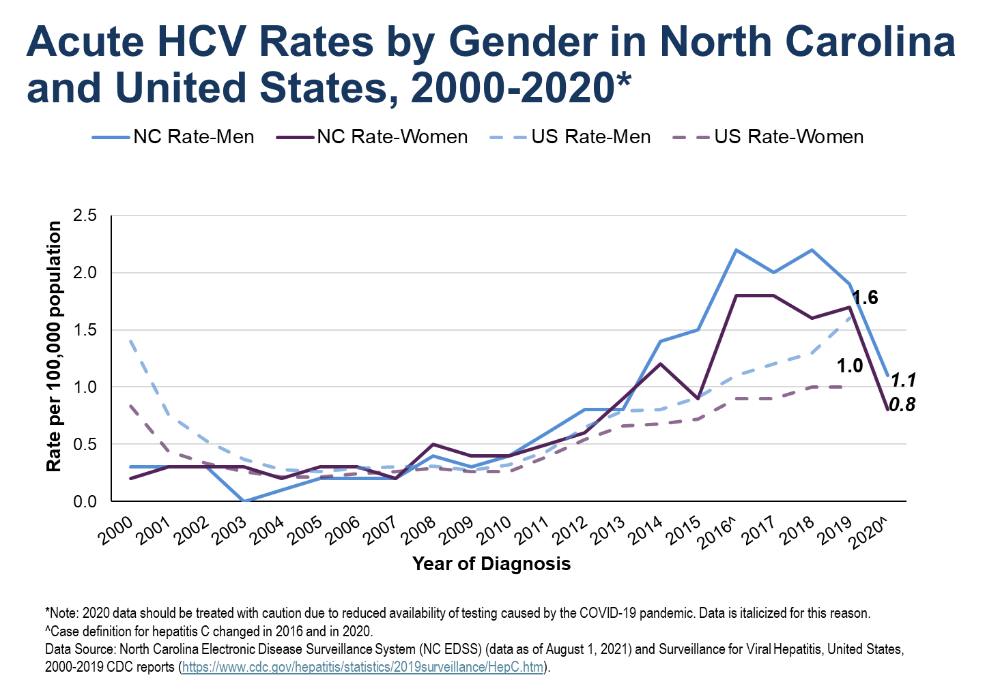 Acute HCV Rates by Gender in North Carolina
and United States, 2000-2020*
NC Rate-Men NC Rate-Women US Rate-Men US Rate-Women
Rate per 100,000 population
2.5
2.0
1.5
1.0
0.5
0.0
1.6
1.0
1.1
0.8
2000 2001 2002 2003 2004 2005 2006 2007 2008 2009 2010 2011 2012 2013 2014 2015 2016^ 2017 2018 2019 2020^
Year of Diagnosis
*Note: 2020 data should be treated with caution due to reduced availability of testing caused by the COVID-19 pandemic. Data is italicized for this reason.
^Case definition for hepatitis C changed in 2016 and in 2020.
Data Source: North Carolina Electronic Disease Surveillance System (NC EDSS) (data as of August 1, 2021) and Surveillance for Viral Hepatitis, United States,
2000-2019 CDC reports (https://www.cdc.gov/hepatitis/statistics/2019surveillance/HepC.htm).